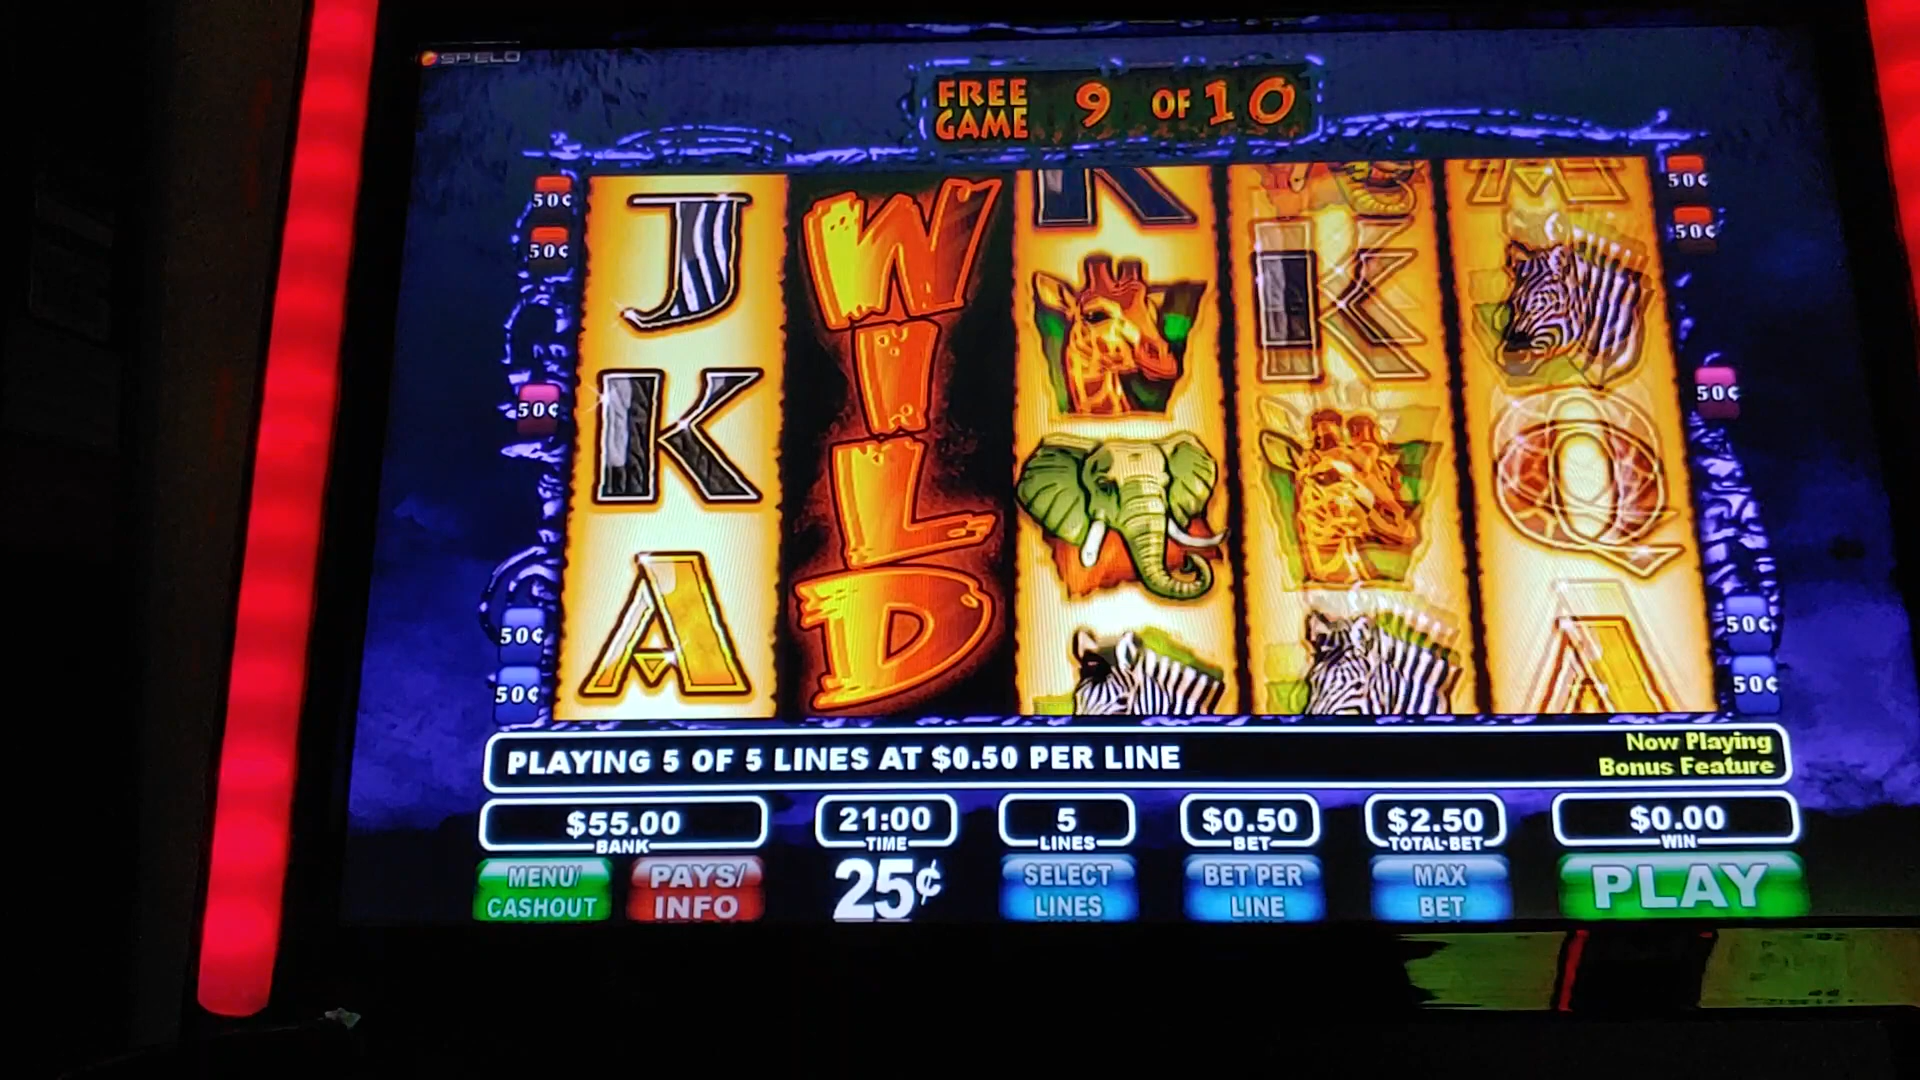 SPIELO
FREE GAME 9 OF 10
50¢ 50¢
50¢ 50¢
50¢ 50¢
50¢ 50¢
50¢ 50¢
J
K
A
WILD
K
K
A
Q
A
PLAYING 5 OF 5 LINES AT $0.50 PER LINE
Now Playing
Bonus Feature
$55.00 21:00 5 $0.50 $2.50 $0.00
BANK TIME LINES BET TOTAL BET WIN
MENU/ CASHOUT
PAYS/ INFO
25¢
SELECT LINES
BET PER LINE
MAX BET
PLAY